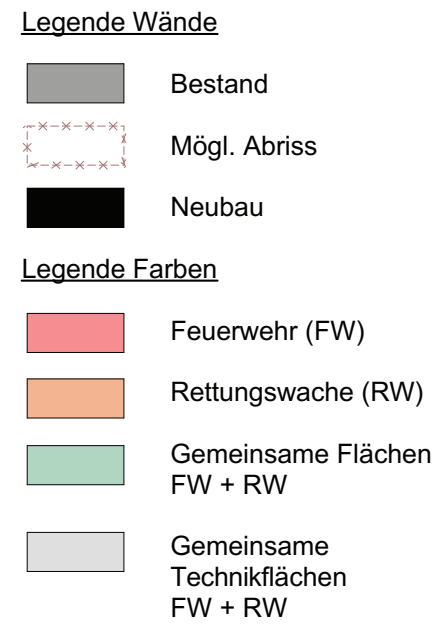 Legende Wände
Bestand
Mögl. Abriss
Neubau
Legende Farben
Feuerwehr (FW)
Rettungswache (RW)
Gemeinsame Flächen
FW + RW
Gemeinsame
Technikflächen
FW + RW